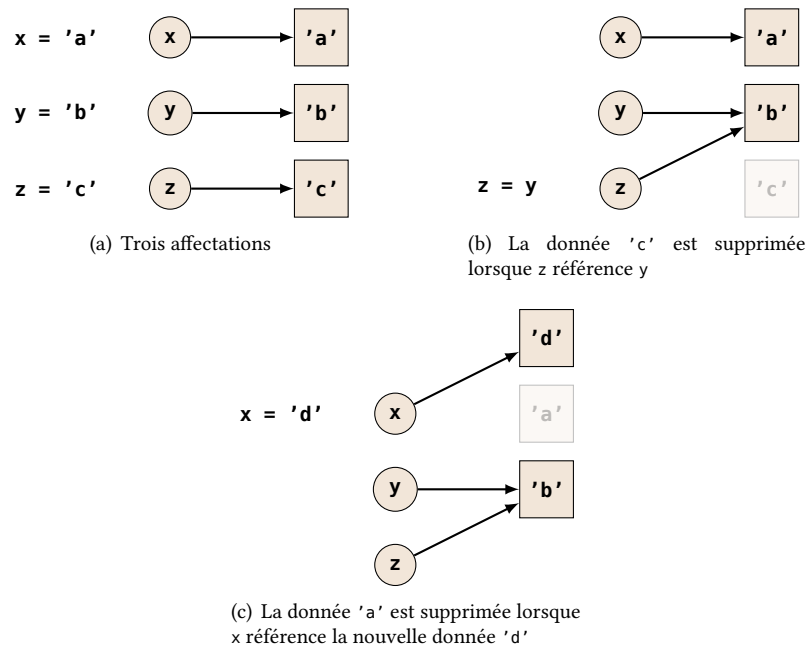 x = 'a' x 'a'
y = 'b' y 'b'
z = 'c' z 'c'
(a) Trois affectations
x 'a'
y 'b'
z = y z 'c'
(b) La donnée 'c' est supprimée
lorsque z référence y
'd'
x = 'd' x 'a'
y 'b'
z
(c) La donnée 'a' est supprimée lorsque
x référence la nouvelle donnée 'd'